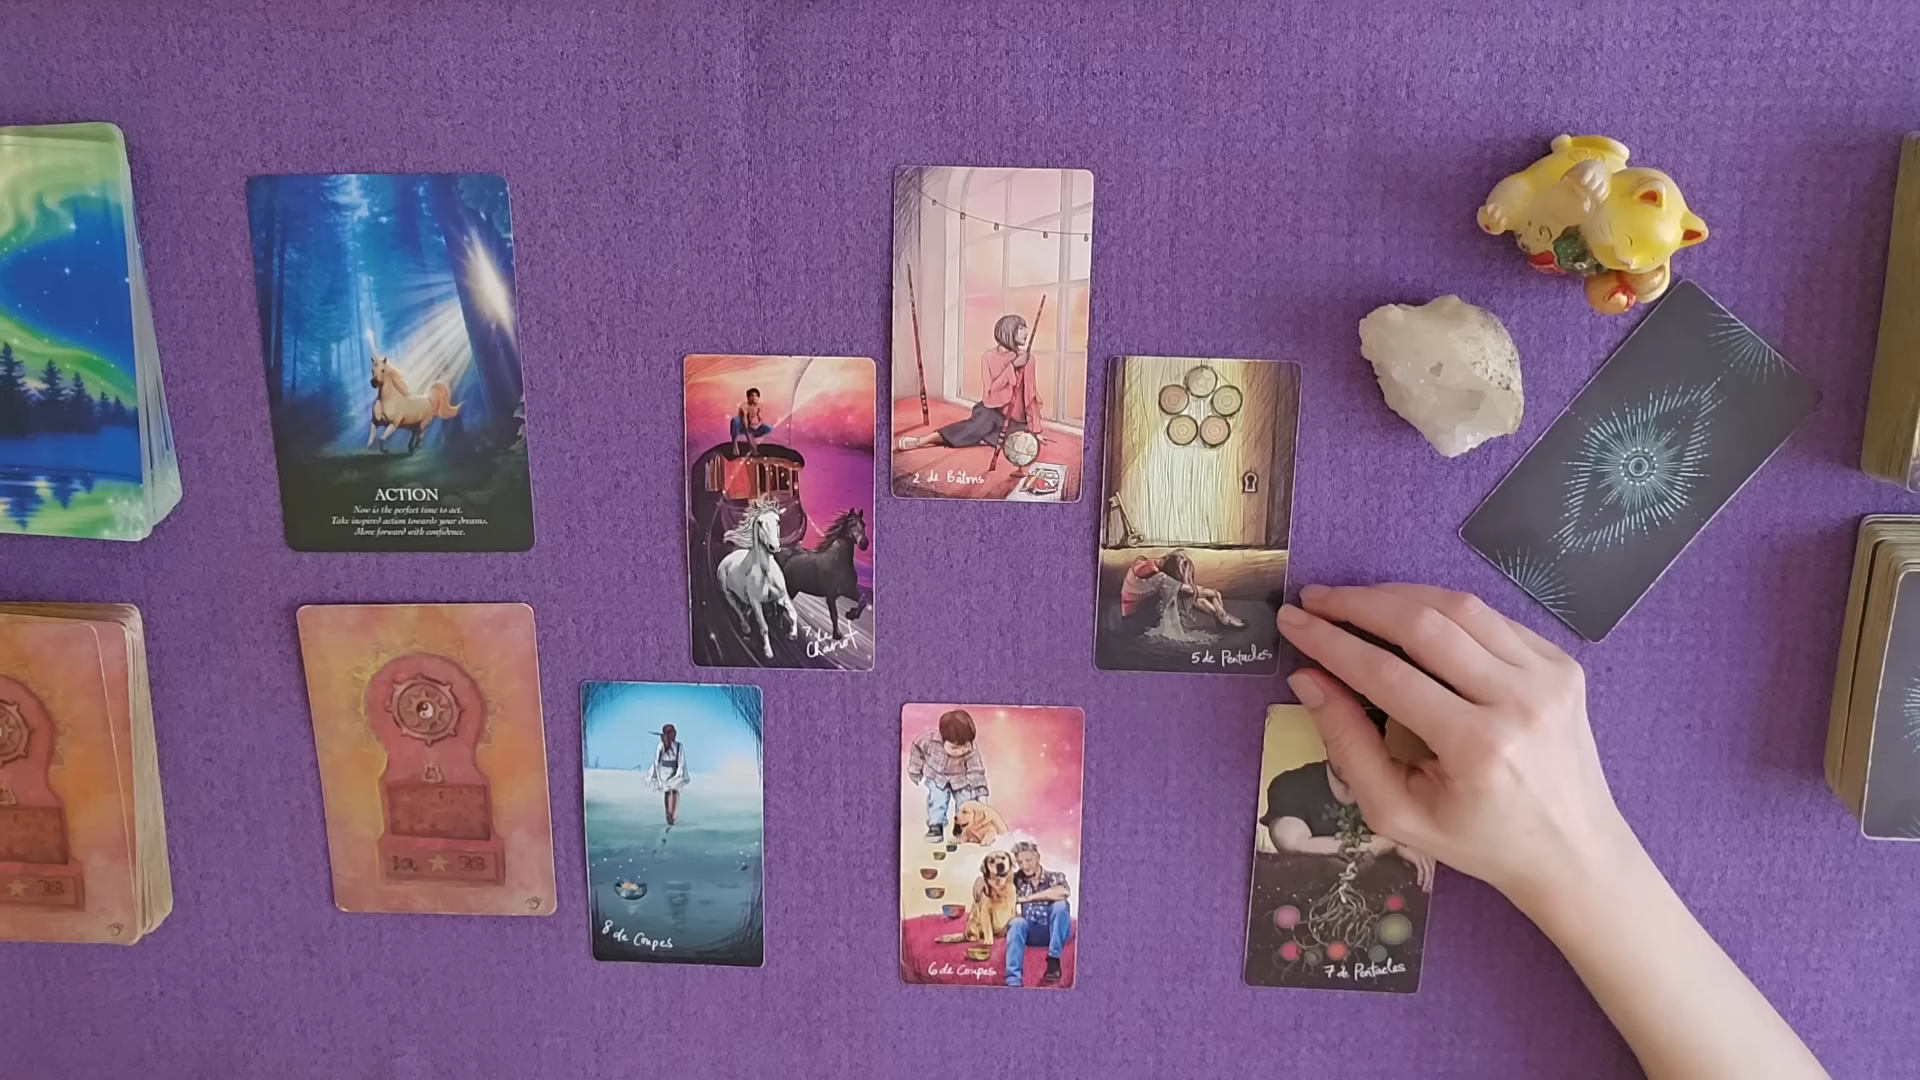 ACTION
Now is the perfect time to act.
Take inspired action towards your dreams.
Move forward with confidence.
2 de Bâtons
7. Le
Chariot
5 de Pentacles
8 de Coupes
6 de Coupes
7 de Pentacles